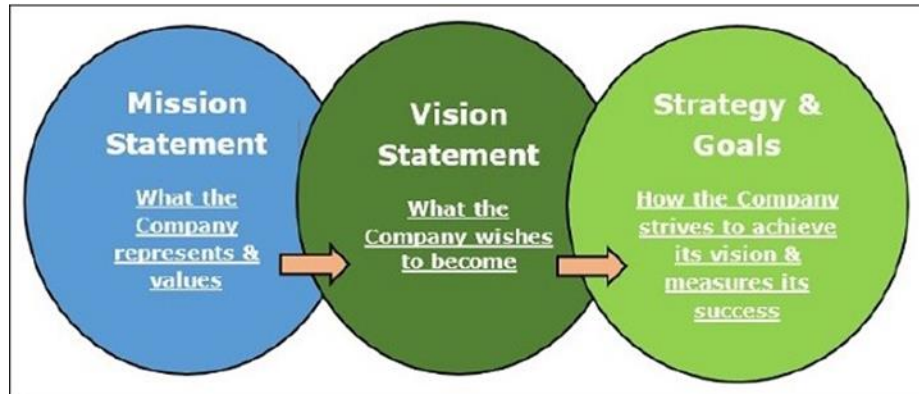 Mission
Statement
What the
Company
represents &
values
Vision
Statement
What the
Company wishes
to become
Strategy &
Goals
How the Company
strives to achieve
its vision &
measures its
success